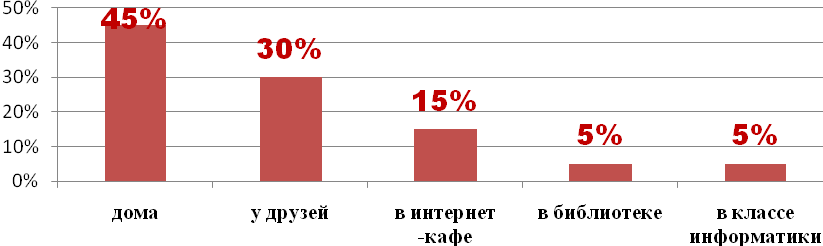 50%
40%
30%
20%
10%
0%
45%
30%
15%
5%
5%
дома
у друзей
в интернет
-кафе
в библиотеке
в классе
информатики